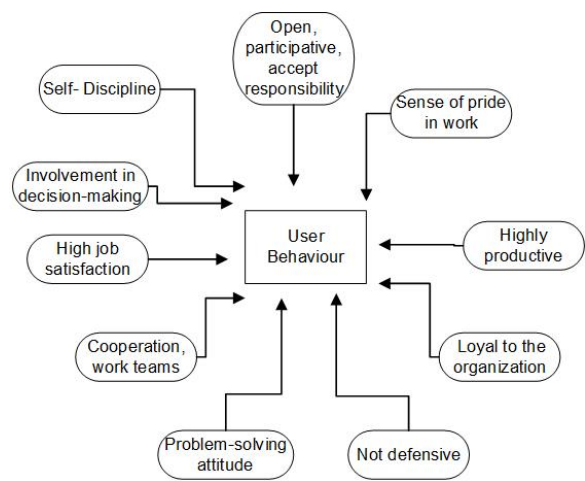 Open,
participative,
accept
responsibility
Self- Discipline
Sense of pride
in work
Involvement in
decision-making
User
Behaviour
Highly
productive
High job
satisfaction
Cooperation,
work teams
Loyal to the
organization
Problem-solving
attitude
Not defensive